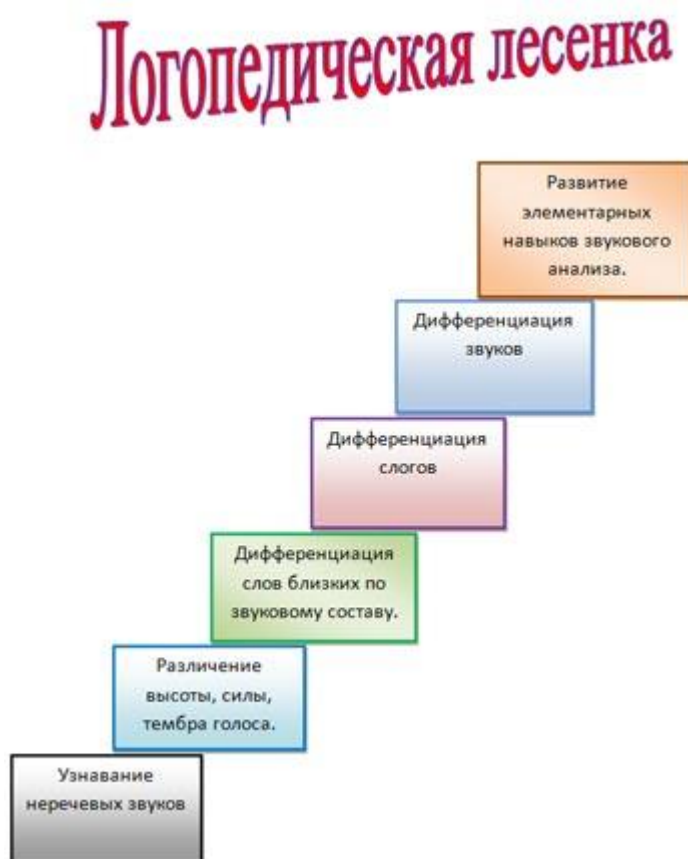 Логопедическая лесенка
Развитие
элементарных
навыков звукового
анализа.
Дифференциация
звуков
Дифференциация
слогов
Дифференциация
слов близких по
звуковому составу.
Различение
высоты, силы,
тембра голоса.
Узнавание
неречевых звуков